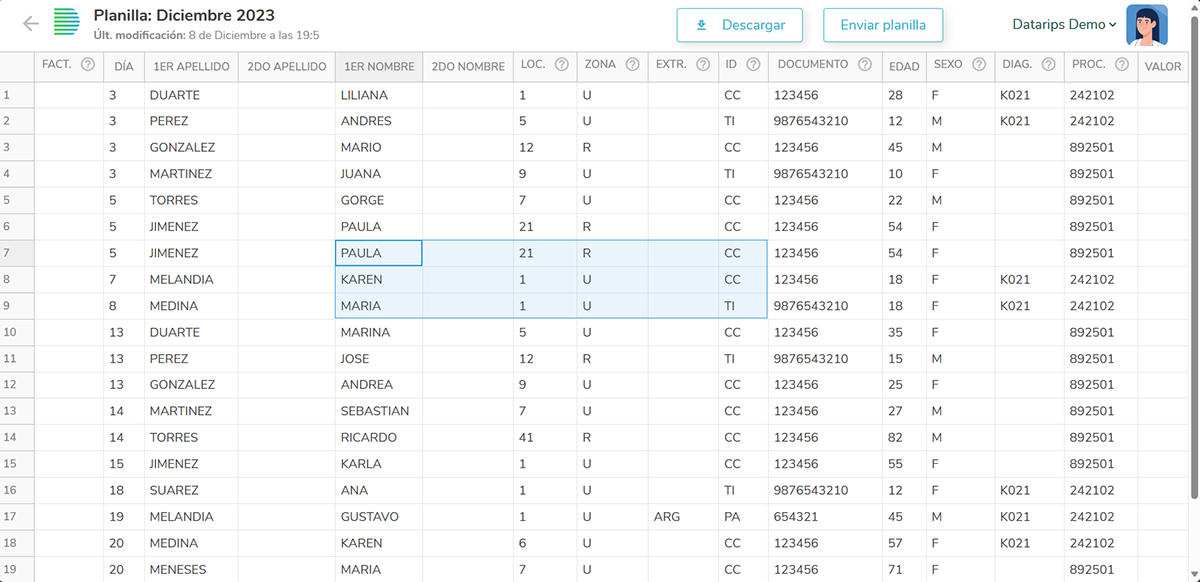 Planilla: Diciembre 2023
Últ. modificación: 8 de Diciembre a las 19:5
Descargar
Enviar planilla
Datarips Demo
FACT. DÍA 1ER APELLIDO 2DO APELLIDO 1ER NOMBRE 2DO NOMBRE LOC. ZONA EXTR. ID DOCUMENTO EDAD SEXO DIAG. PROC. VALOR
1 3 DUARTE LILIANA 1 U CC 123456 28 F K021 242102
2 3 PEREZ ANDRES 5 U TI 9876543210 12 M K021 242102
3 3 GONZALEZ MARIO 12 R CC 123456 45 M 892501
4 3 MARTINEZ JUANA 9 U TI 9876543210 10 F 892501
5 5 TORRES GORGE 7 U CC 123456 22 M 892501
6 5 JIMENEZ PAULA 21 R CC 123456 54 F 892501
7 5 JIMENEZ PAULA 21 R CC 123456 54 F 892501
8 7 MELANDIA KAREN 1 U CC 123456 18 F K021 242102
9 8 MEDINA MARIA 1 U TI 9876543210 18 F K021 242102
10 13 DUARTE MARINA 5 U CC 123456 35 F 892501
11 13 PEREZ JOSE 12 R TI 9876543210 15 M 892501
12 13 GONZALEZ ANDREA 9 U CC 123456 25 F 892501
13 14 MARTINEZ SEBASTIAN 7 U CC 123456 27 M 892501
14 14 TORRES RICARDO 41 R CC 123456 82 M 892501
15 15 JIMENEZ KARLA 1 U CC 123456 55 F 892501
16 18 SUAREZ ANA 1 U TI 9876543210 12 F K021 242102
17 19 MELANDIA GUSTAVO 1 U ARG PA 654321 45 M K021 242102
18 20 MEDINA KAREN 6 U CC 123456 57 F K021 242102
19 20 MENESES MARIA 7 U CC 123456 71 F 892501